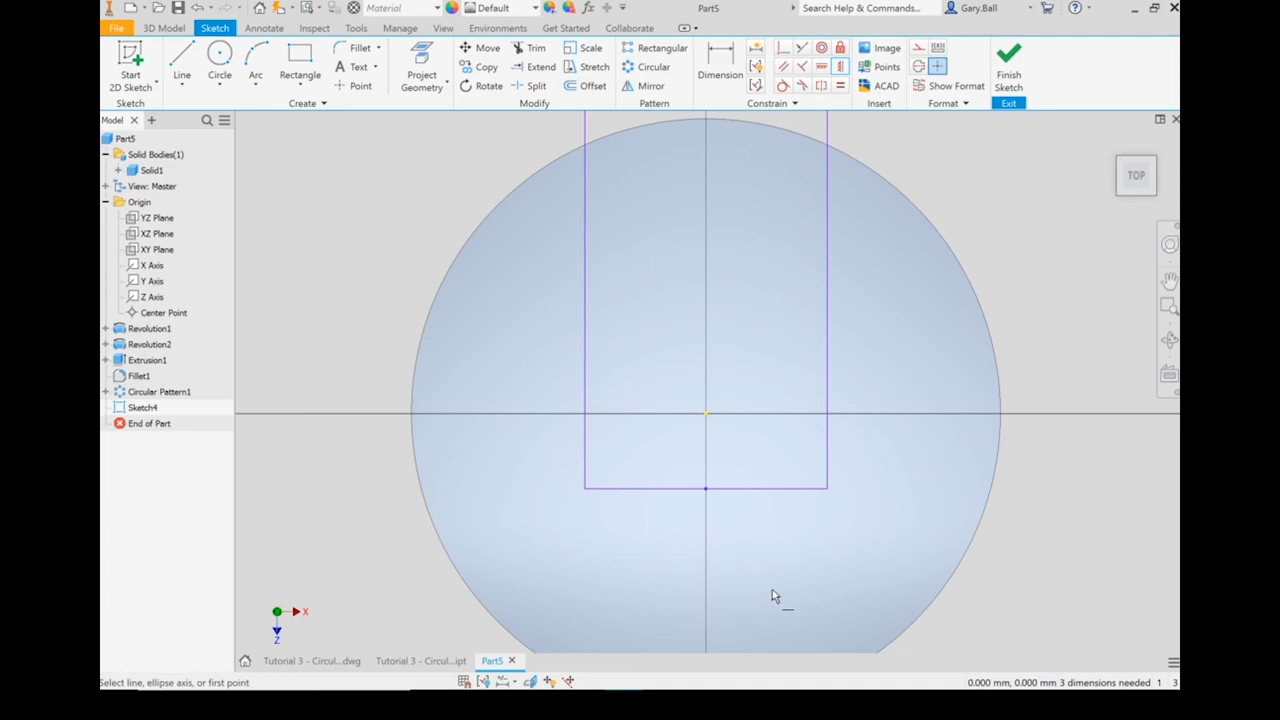 Material Default fx Part5 Search Help & Commands... Gary.Ball
File 3D Model Sketch Annotate Inspect Tools Manage View Environments Get Started Collaborate
Start 2D Sketch
Line
Circle
Arc
Rectangle
Fillet
Text
Point
Project Geometry
Move
Copy
Rotate
Trim
Extend
Split
Scale
Stretch
Offset
Rectangular
Circular
Mirror
Dimension
Image
Points
ACAD
Show Format
Finish Sketch
Sketch Create Modify Pattern Constrain Insert Format Exit
Model
Part5
Solid Bodies(1)
Solid1
View: Master
Origin
YZ Plane
XZ Plane
XY Plane
X Axis
Y Axis
Z Axis
Center Point
Revolution1
Revolution2
Extrusion1
Fillet1
Circular Pattern1
Sketch4
End of Part
TOP
X
Z
Tutorial 3 - Circul...dwg Tutorial 3 - Circul...ipt Part5
Select line, ellipse axis, or first point 0.000 mm, 0.000 mm 3 dimensions needed 1 3